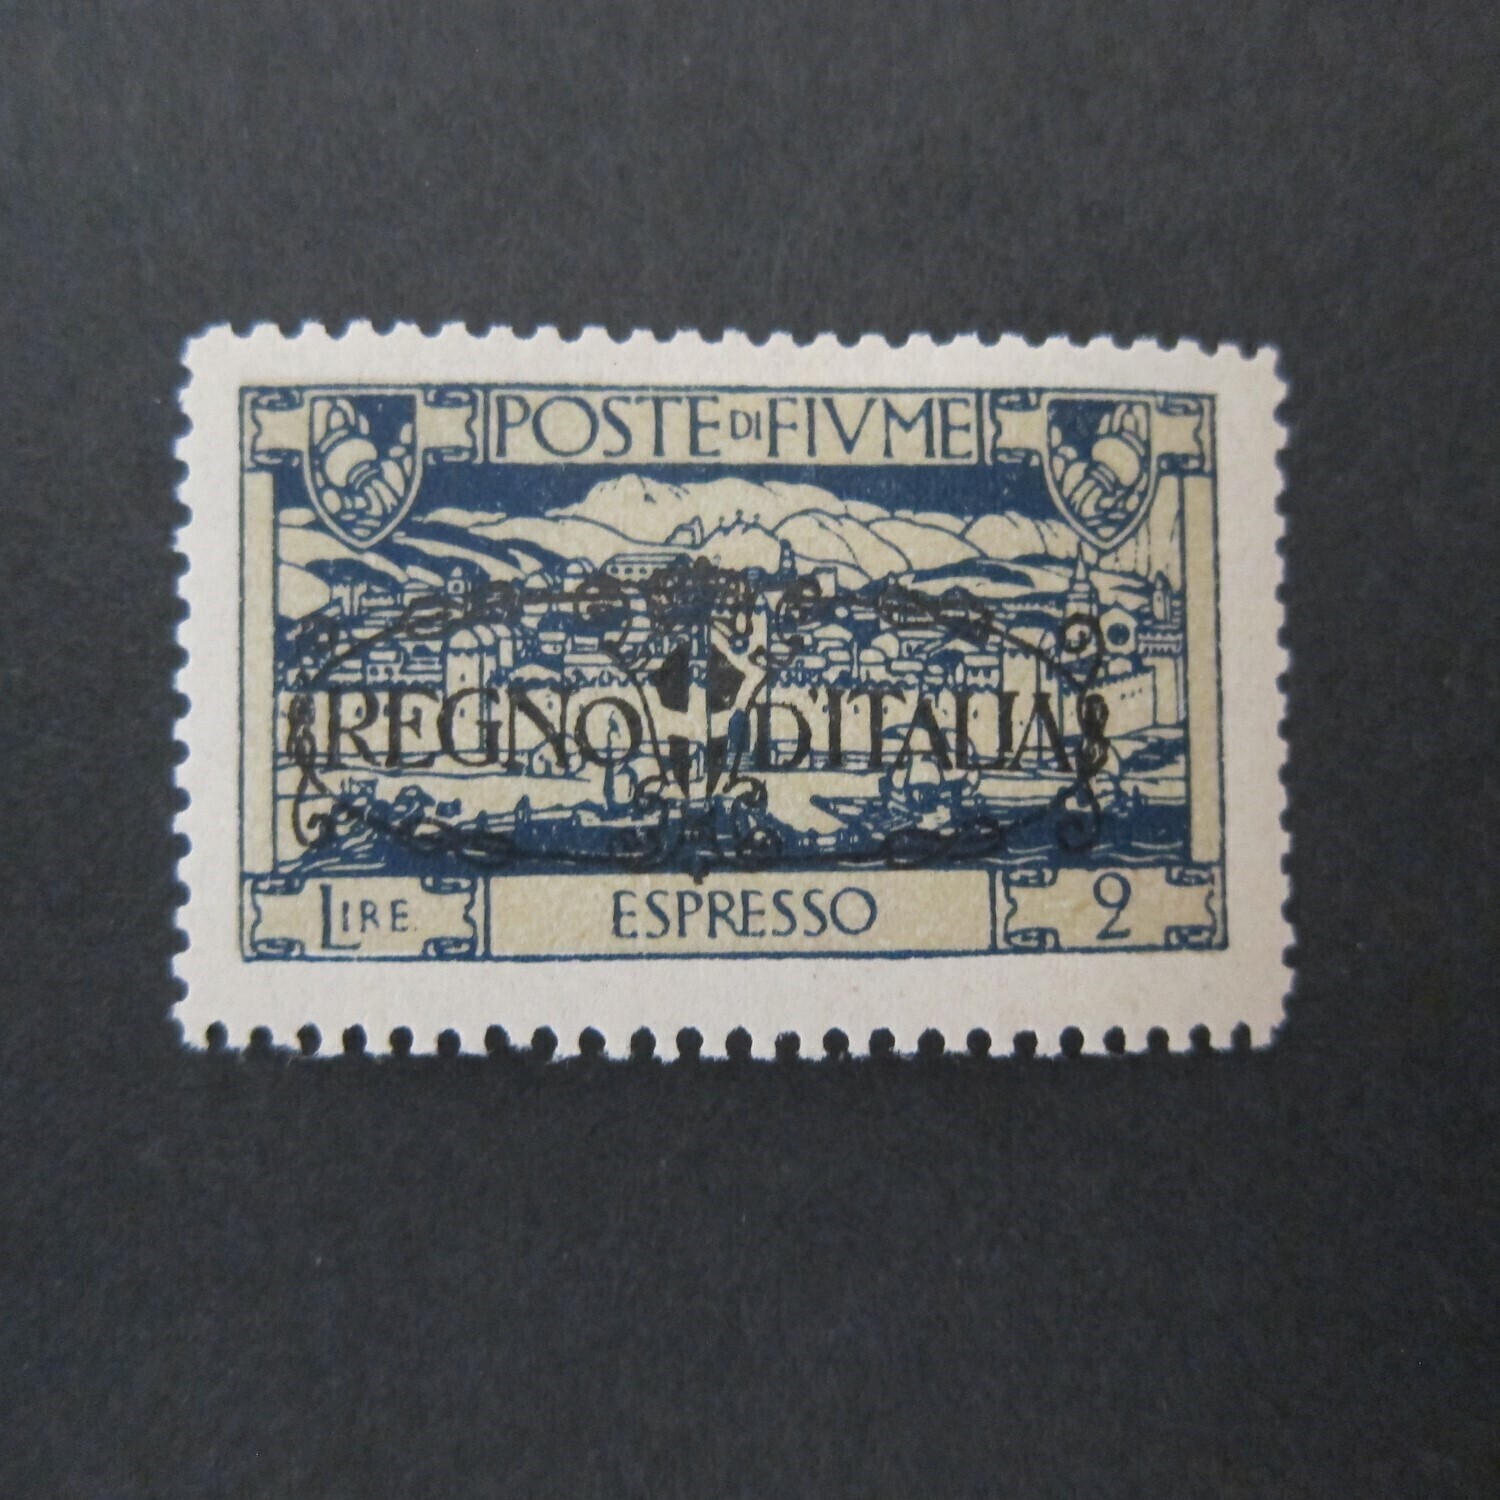 POSTE DI FIVME
REGNO D'ITALIA
LIRE. ESPRESSO 2